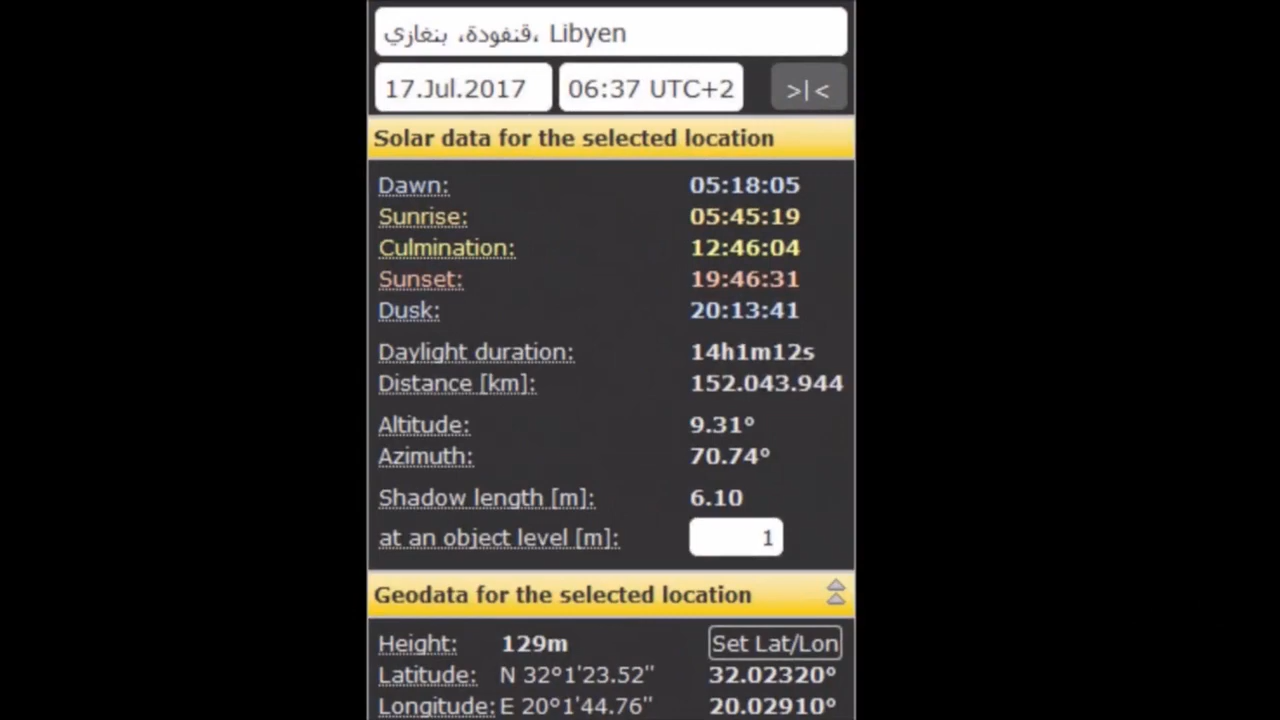 قنفودة، بنغازي، Libyen
17.Jul.2017 06:37 UTC+2 >|<
Solar data for the selected location
Dawn: 05:18:05
Sunrise: 05:45:19
Culmination: 12:46:04
Sunset: 19:46:31
Dusk: 20:13:41
Daylight duration: 14h1m12s
Distance [km]: 152.043.944
Altitude: 9.31°
Azimuth: 70.74°
Shadow length [m]: 6.10
at an object level [m]: 1
Geodata for the selected location
Height: 129m Set Lat/Lon
Latitude: N 32°1'23.52'' 32.02320°
Longitude: E 20°1'44.76'' 20.02910°